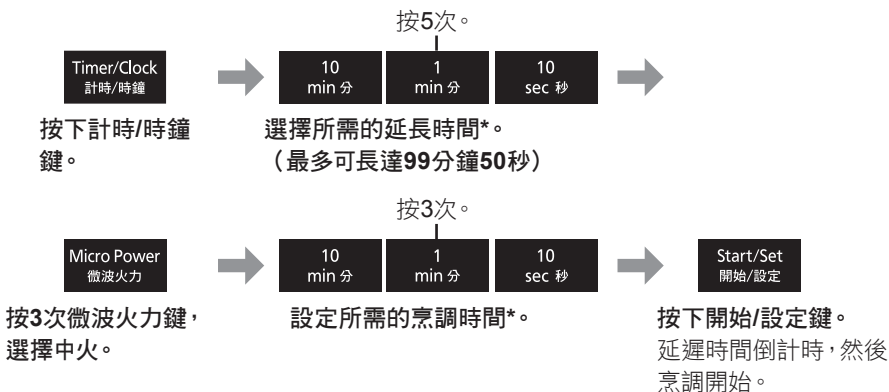 按5次。
Timer/Clock
計時/時鐘
10
min 分
1
min 分
10
sec 秒
按下計時/時鐘
鍵。
選擇所需的延長時間*。
（最多可長達99分鐘50秒）
按3次。
Micro Power
微波火力
10
min 分
1
min 分
10
sec 秒
Start/Set
開始/設定
按3次微波火力鍵，
選擇中火。
設定所需的烹調時間*。
按下開始/設定鍵。
延遲時間倒計時，然後
烹調開始。